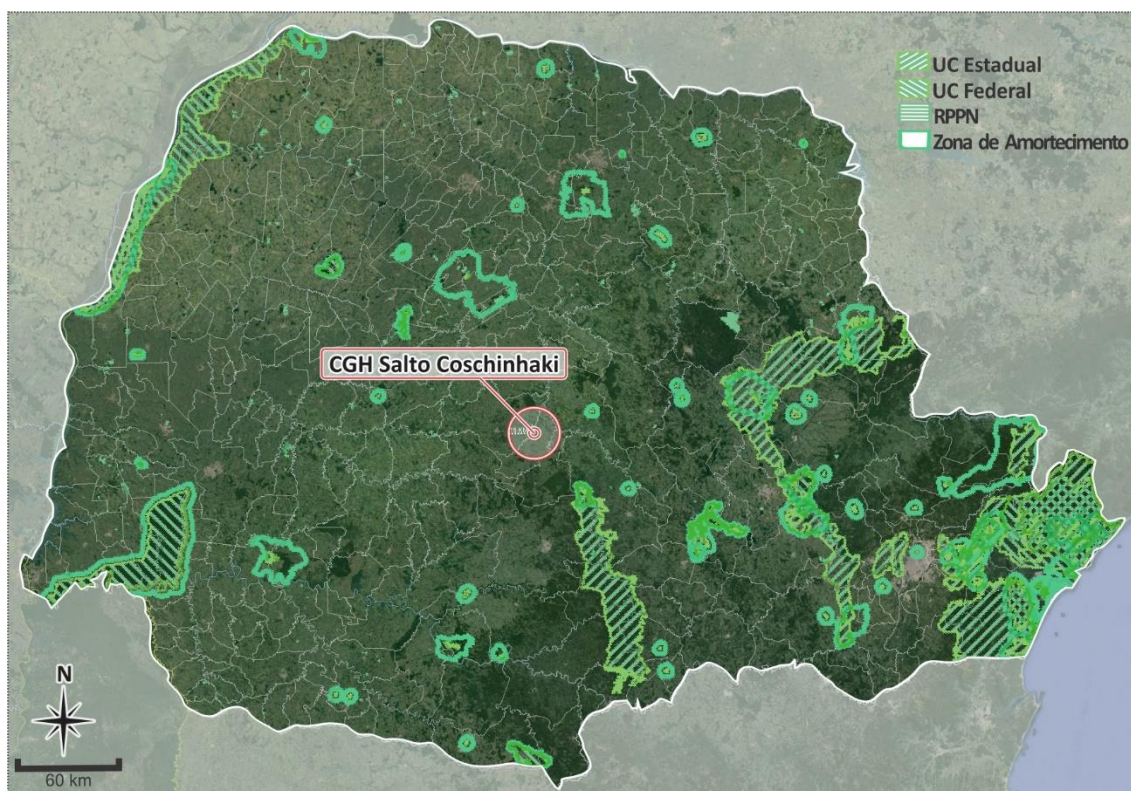 UC Estadual
UC Federal
RPPN
Zona de Amortecimento
CGH Salto Coschinhaki
N
60 km